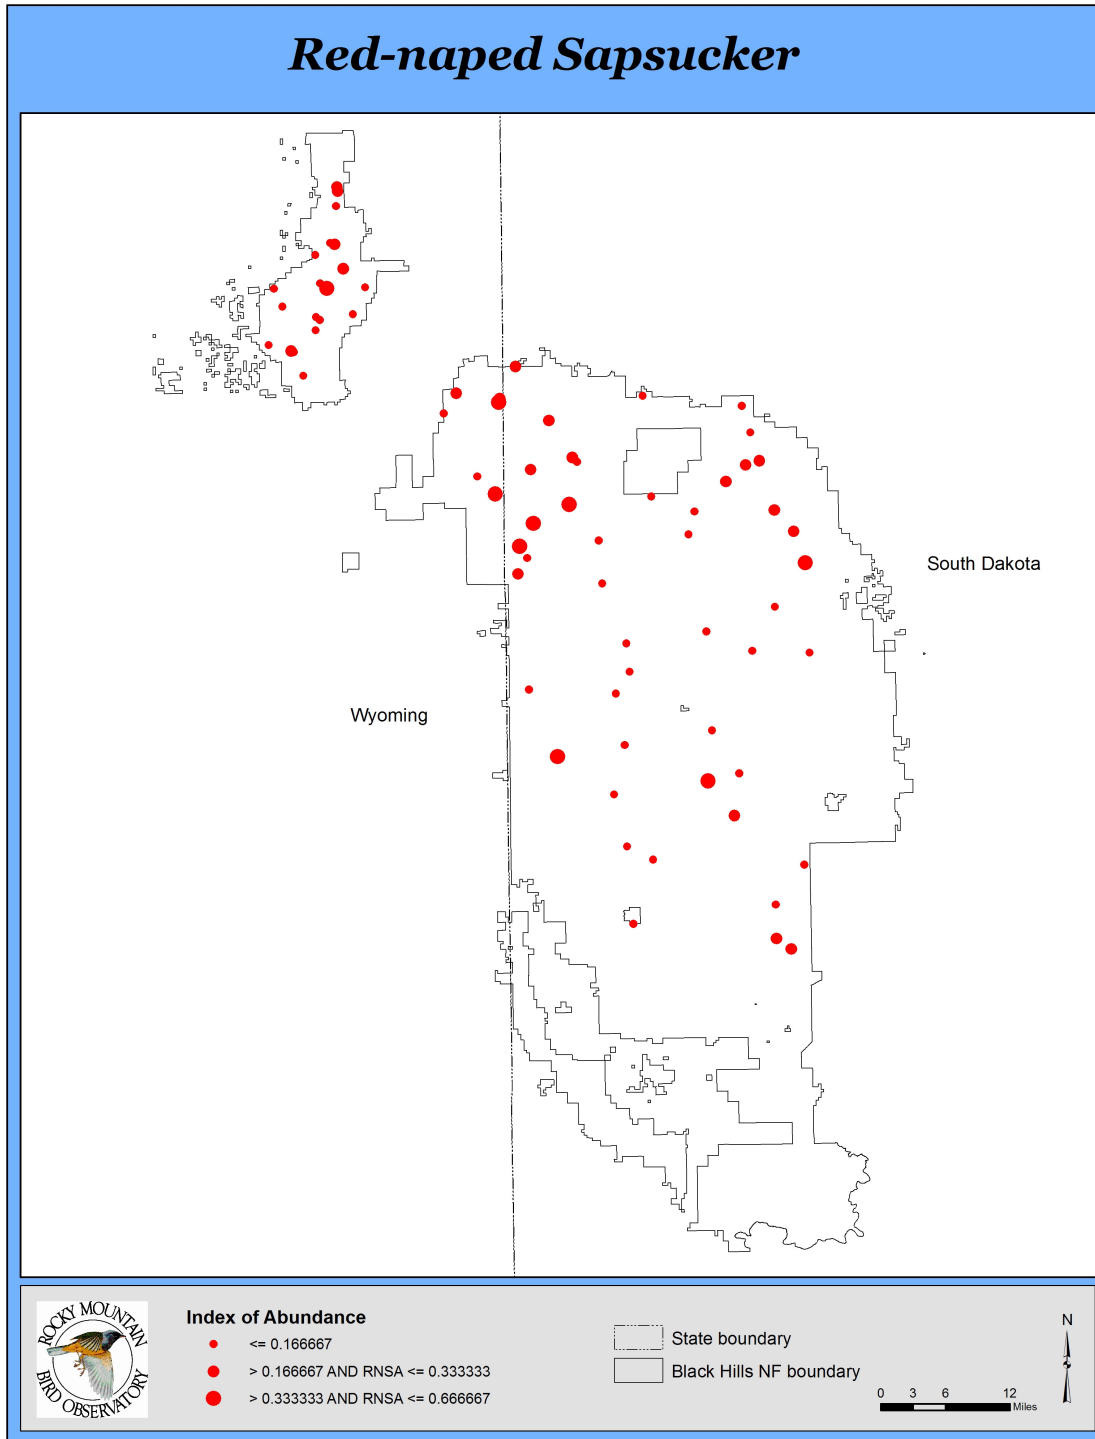 Red-naped Sapsucker
South Dakota
Wyoming
ROCKY MOUNTAIN
BIRD OBSERVATORY
Index of Abundance
<= 0.166667
> 0.166667 AND RNSA <= 0.333333
> 0.333333 AND RNSA <= 0.666667
State boundary
Black Hills NF boundary
N
0 3 6 12
Miles